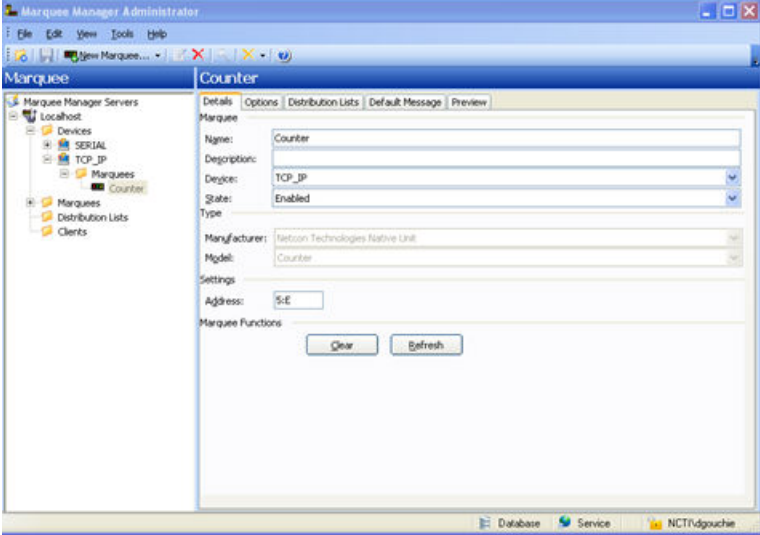 Marquee Manager Administrator
File Edit View Tools Help
New Marquee...
Marquee
Counter
Marquee Manager Servers
Localhost
Devices
SERIAL
TCP_IP
Marquees
Counter
Marquees
Distribution Lists
Clients
Details Options Distribution Lists Default Message Preview
Marquee
Name: Counter
Description:
Device: TCP_IP
State: Enabled
Type
Manufacturer: Netcon Technologies Native Unit
Model: Counter
Settings
Address: 5:E
Marquee Functions
Clear Refresh
Database Service NCTI\dgouchie